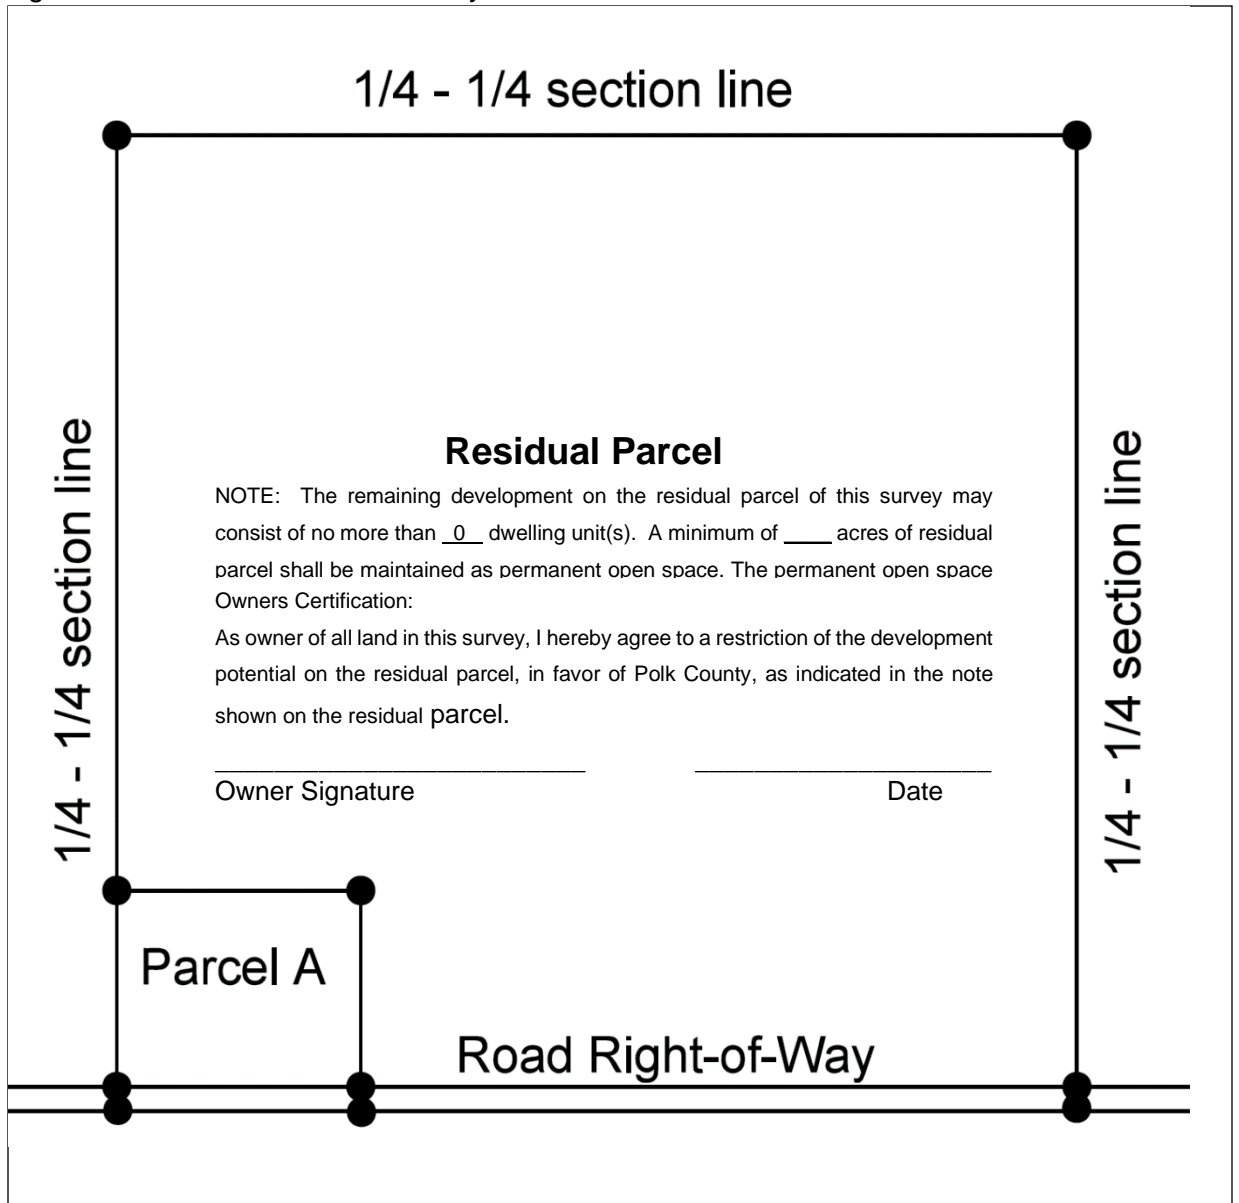 1/4 - 1/4 section line
1/4 - 1/4 section line
1/4 - 1/4 section line
Residual Parcel
NOTE: The remaining development on the residual parcel of this survey may
consist of no more than _0_ dwelling unit(s). A minimum of ____ acres of residual
parcel shall be maintained as permanent open space. The permanent open space
Owners Certification:
As owner of all land in this survey, I hereby agree to a restriction of the development
potential on the residual parcel, in favor of Polk County, as indicated in the note
shown on the residual parcel.
Owner Signature Date
Parcel A
Road Right-of-Way